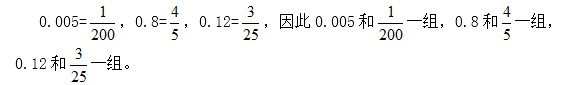 0.005=1/200，0.8=4/5，0.12=3/25，因此 0.005 和 1/200 一组，0.8 和 4/5 一组，
0.12 和 3/25 一组。